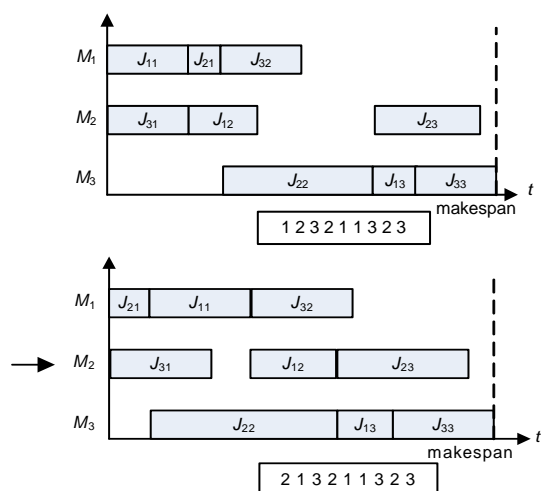 M1 J11 J21 J32
M2 J31 J12 J23
M3 J22 J13 J33
t
makespan
1 2 3 2 1 1 3 2 3
M1 J21 J11 J32
M2 J31 J12 J23
M3 J22 J13 J33
t
makespan
2 1 3 2 1 1 3 2 3